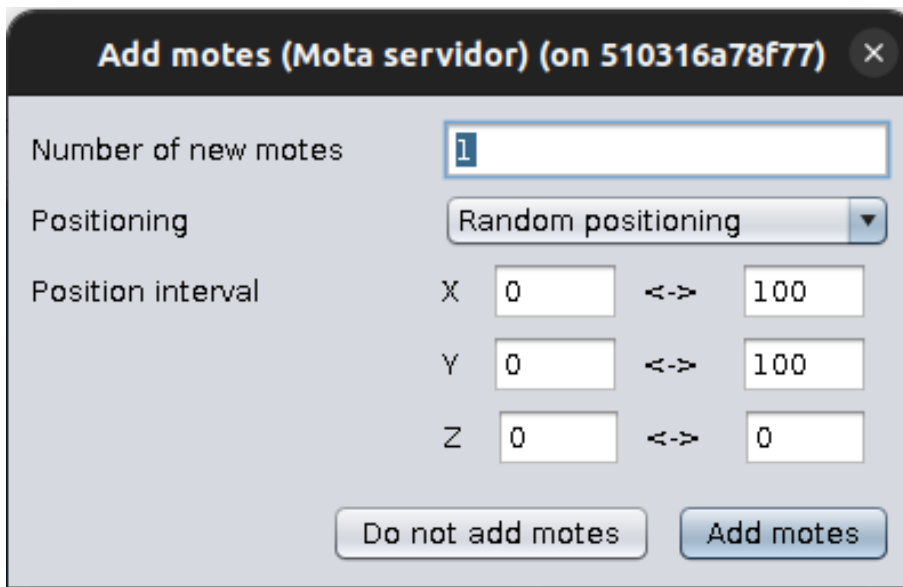 Add motes (Mota servidor) (on 510316a78f77)
Number of new motes 1
Positioning Random positioning
Position interval X 0 <-> 100
Y 0 <-> 100
Z 0 <-> 0
Do not add motes Add motes